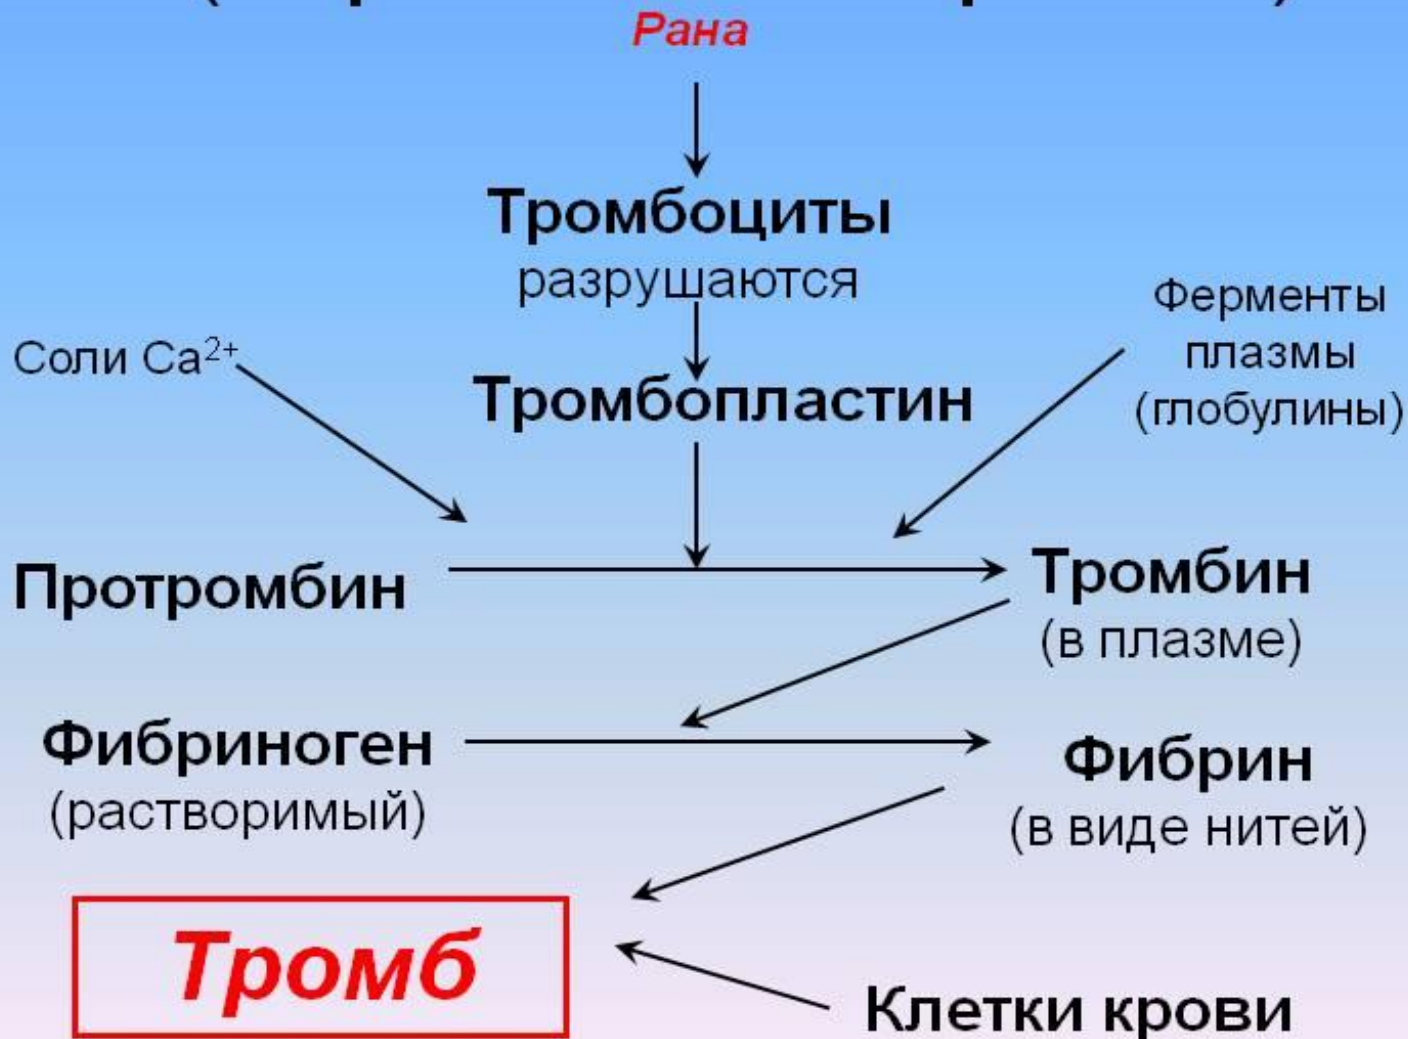 Рана
Тромбоциты
разрушаются
Соли Ca²⁺
Ферменты
плазмы
(глобулины)
Тромбопластин
Протромбин
Тромбин
(в плазме)
Фибриноген
(растворимый)
Фибрин
(в виде нитей)
Тромб
Клетки крови